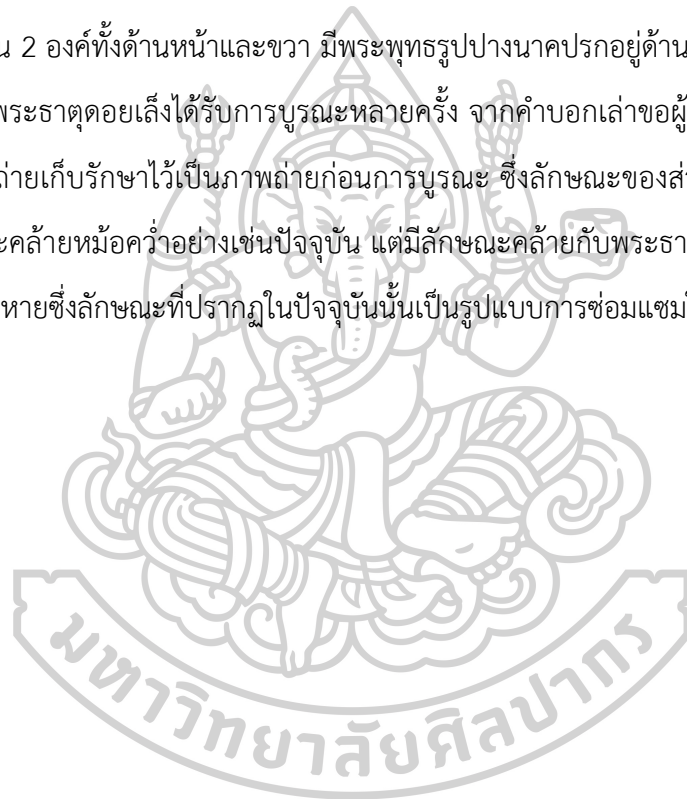 น 2 องค์ทั้งด้านหน้าและขวา มีพระพุทธรูปปางนาคปรกอยู่ด้าน
พระธาตุดอยเล็งได้รับการบูรณะหลายครั้ง จากคำบอกเล่าขอผู้
ถ่ายเก็บรักษาไว้เป็นภาพถ่ายก่อนการบูรณะ ซึ่งลักษณะของส่
ะคล้ายหม้อคว่ำอย่างเช่นปัจจุบัน แต่มีลักษณะคล้ายกับพระธา
หายซึ่งลักษณะที่ปรากฏในปัจจุบันนั้นเป็นรูปแบบการซ่อมแซม
มหาวิทยาลัยศิลปากร